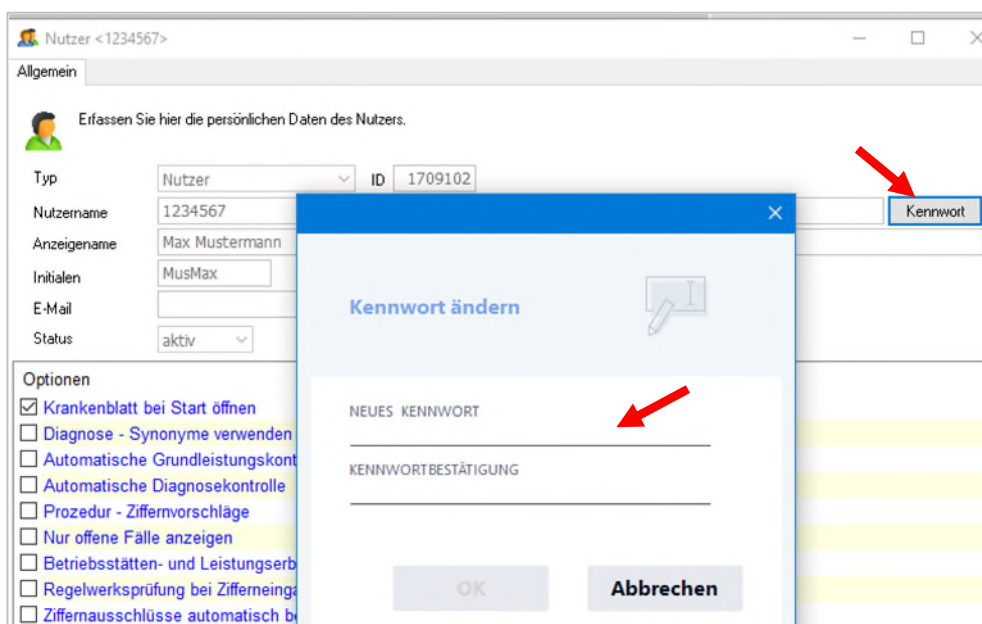 Nutzer <1234567>
Allgemein
Erfassen Sie hier die persönlichen Daten des Nutzers.
Typ Nutzer ID 1709102
Nutzername 1234567 Kennwort
Anzeigename Max Mustermann
Initialen MusMax
E-Mail
Status aktiv
Kennwort ändern
NEUES KENNWORT
KENNWORTBESTÄTIGUNG
OK Abbrechen
Optionen
Krankenblatt bei Start öffnen
Diagnose - Synonyme verwenden
Automatische Grundleistungskont
Automatische Diagnosekontrolle
Prozedur - Ziffernvorschläge
Nur offene Fälle anzeigen
Betriebsstätten- und Leistungserb
Regelwerksprüfung bei Zifferneinga
Ziffernausschlüsse automatisch be